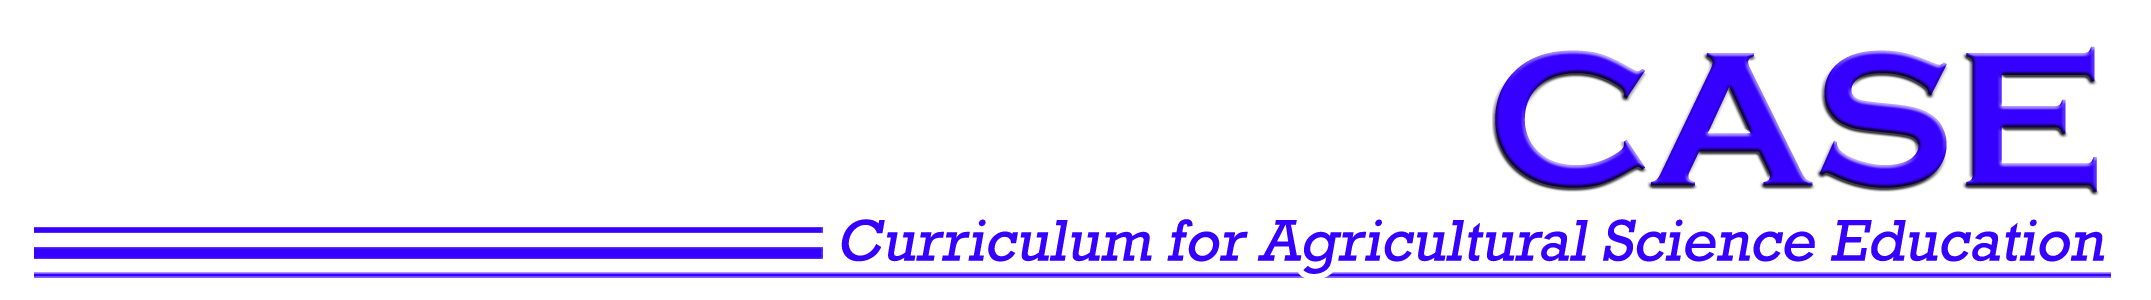 CASE
Curriculum for Agricultural Science Education